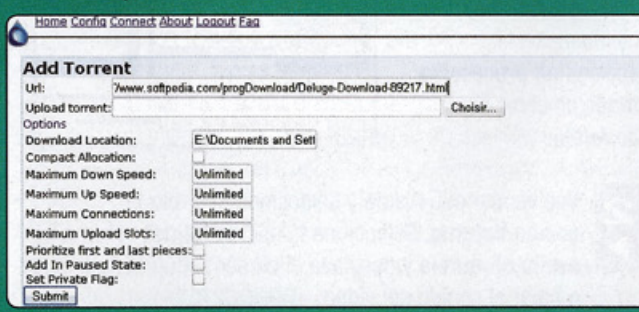 Home Config Connect About Logout Faq
Add Torrent
Url: /www.softpedia.com/progDownload/Deluge-Download-89217.html
Upload torrent: Choisir...
Options
Download Location: E:\Documents and Sett
Compact Allocation:
Maximum Down Speed: Unlimited
Maximum Up Speed: Unlimited
Maximum Connections: Unlimited
Maximum Upload Slots: Unlimited
Prioritize first and last pieces:
Add In Paused State:
Set Private Flag:
Submit